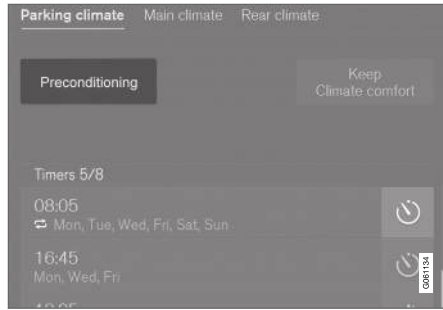 Parking climate Main climate Rear climate
Preconditioning
Keep
Climate comfort
Timers 5/8
08:05
Mon, Tue, Wed, Fri, Sat, Sun
16:45
Mon, Wed, Fri
G061134